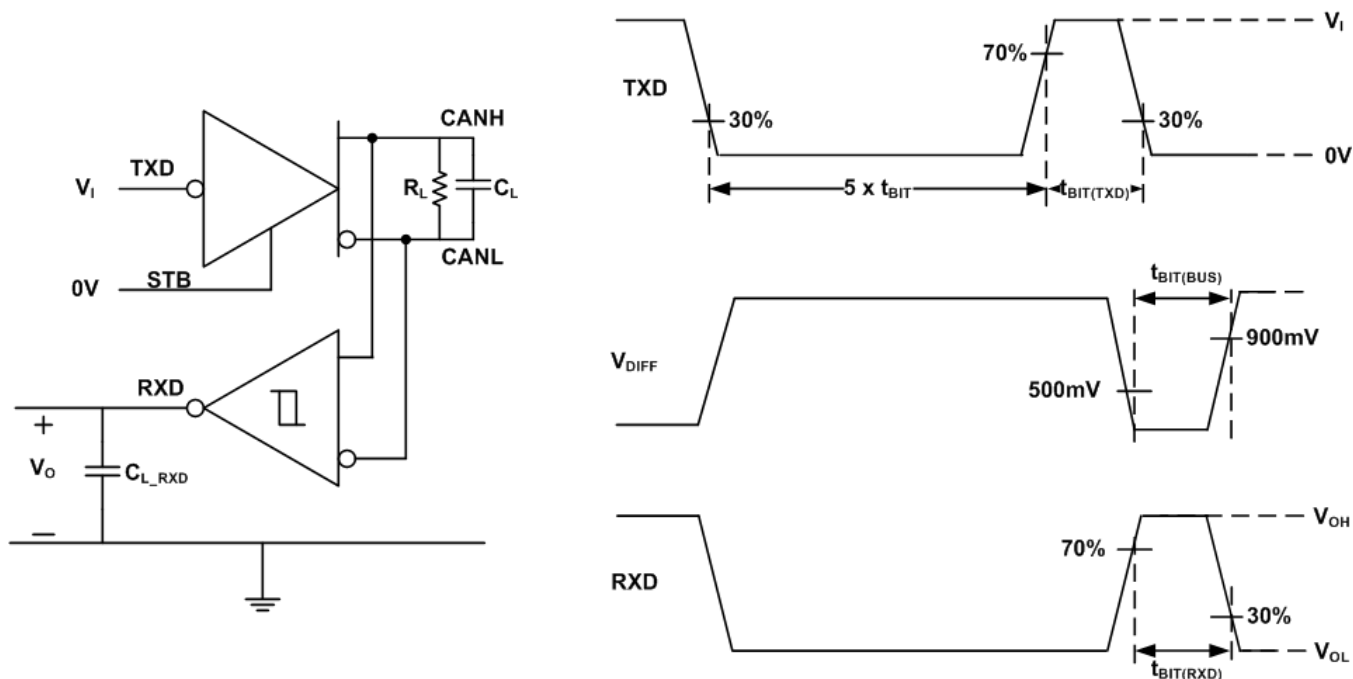 CANH
TXD
V_I
R_L
C_L
CANL
STB
0V
RXD
+
V_O
C_L_RXD
–
V_I
70%
TXD
30%
30%
0V
5 x t_BIT
t_BIT(TXD)
t_BIT(BUS)
900mV
V_DIFF
500mV
V_OH
70%
RXD
30%
V_OL
t_BIT(RXD)